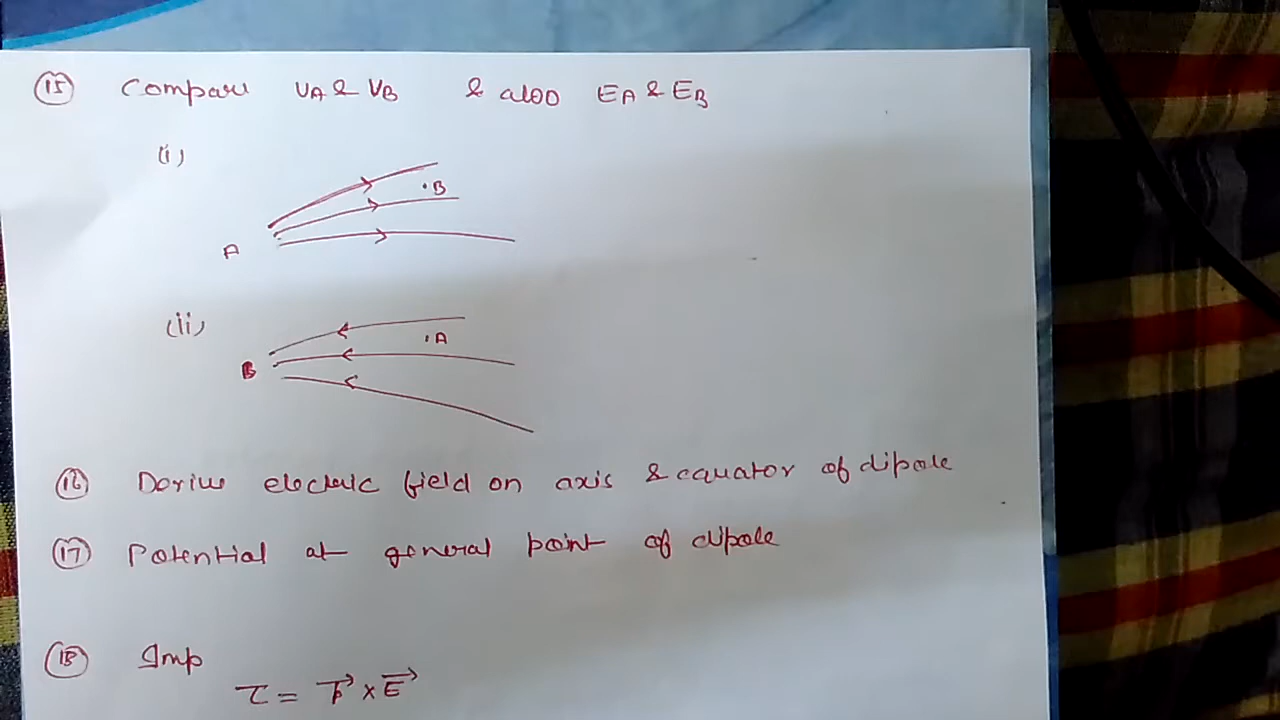 (15) Compare VA & VB & also EA & EB
(i)
.B
A
(ii)
.A
B
(16) Derive electric field on axis & equator of dipole
(17) Potential at general point of dipole
(18) Imp
τ = p⃗ × E⃗